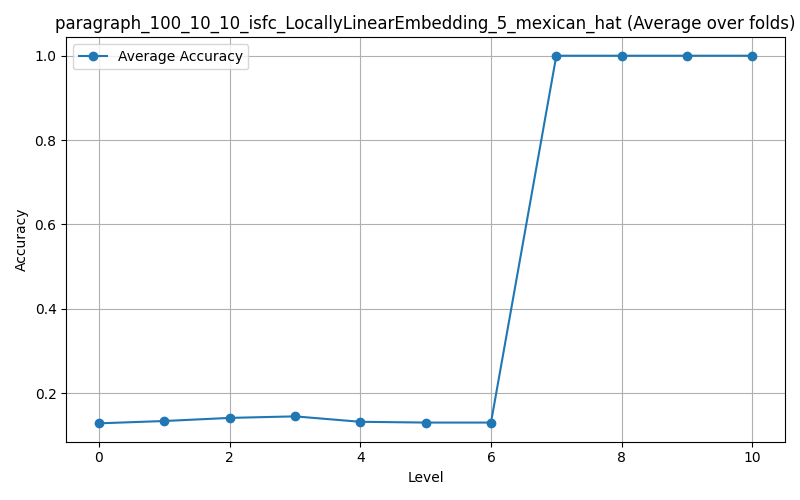 paragraph_100_10_10_isfc_LocallyLinearEmbedding_5_mexican_hat (Average over folds)
Average Accuracy
1.0
0.8
0.6
0.4
0.2
Accuracy
0 2 4 6 8 10
Level